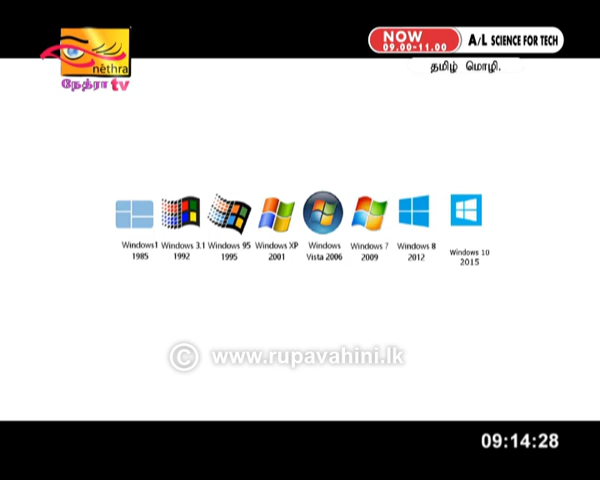 NOW
09.00-11.00
A/L SCIENCE FOR TECH
தமிழ் மொழி.
nethra
நேத்ரா tv
Windows1 Windows 3.1 Windows 95 Windows XP Windows Windows 7 Windows 8 Windows 10
1985 1992 1995 2001 Vista 2006 2009 2012 2015
© www.rupavahini.lk
09:14:28